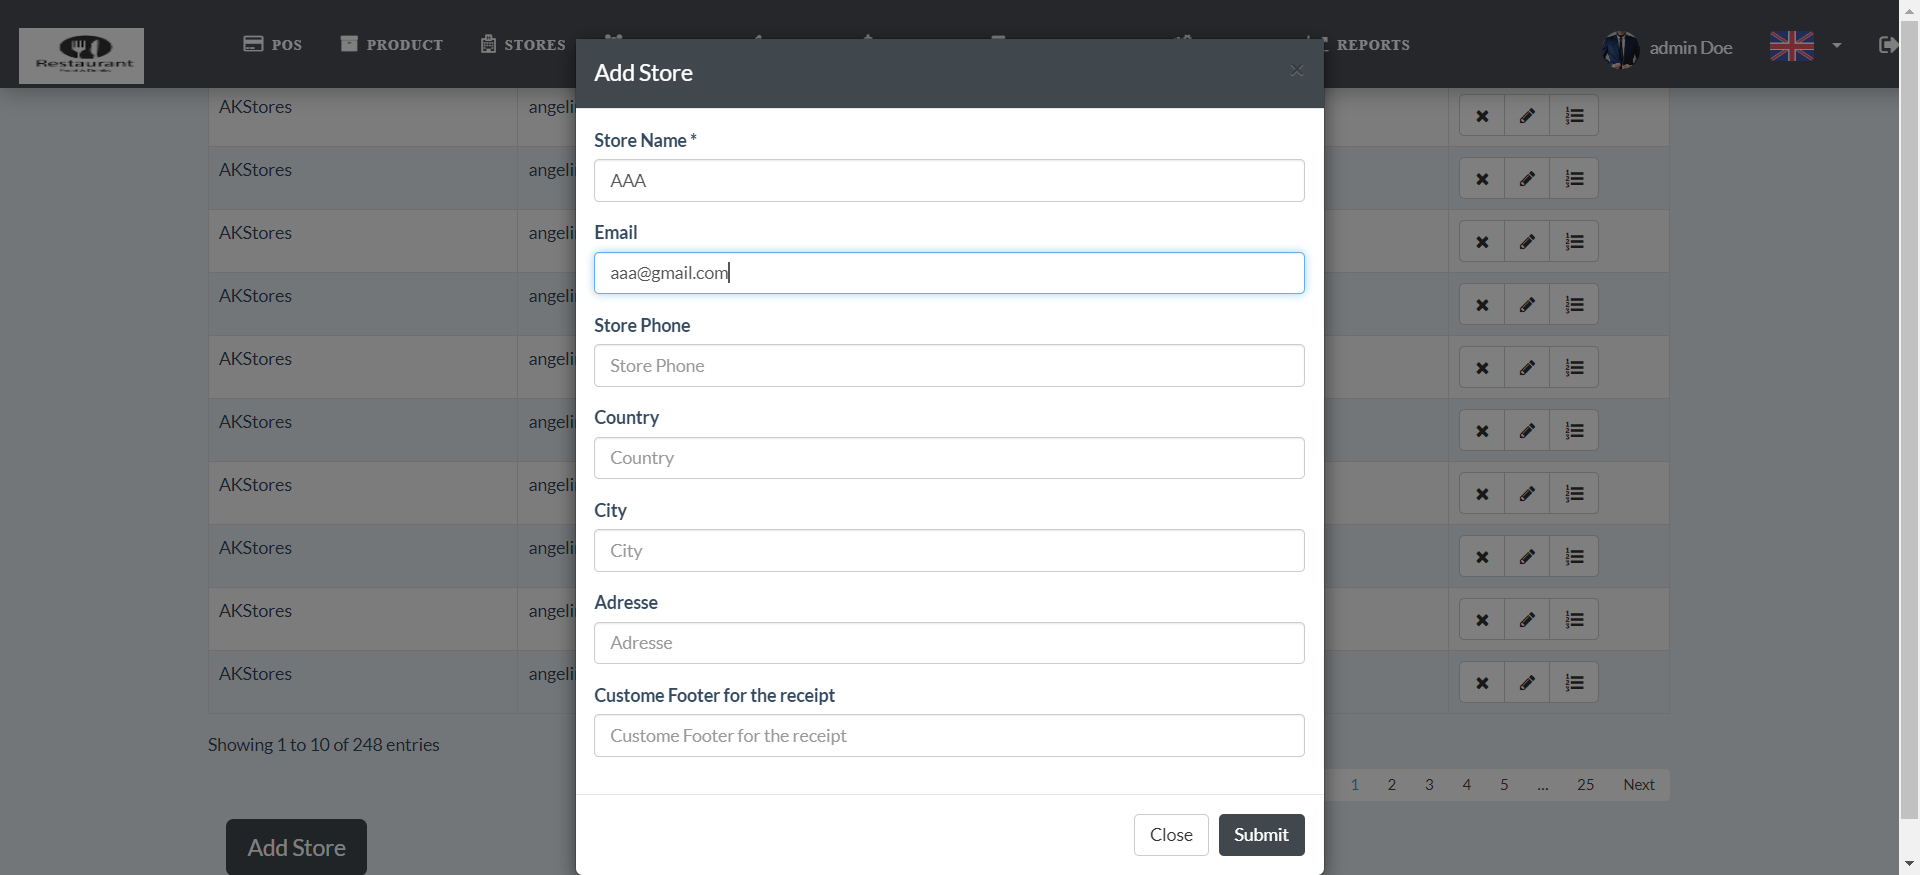 Restaurant
POS
PRODUCT
STORES
REPORTS
admin Doe
Add Store
×
Store Name *
AAA
Email
aaa@gmail.com
Store Phone
Store Phone
Country
Country
City
City
Adresse
Adresse
Custome Footer for the receipt
Custome Footer for the receipt
Close Submit
AKStores angeli
AKStores angeli
AKStores angeli
AKStores angeli
AKStores angeli
AKStores angeli
AKStores angeli
AKStores angeli
AKStores angeli
AKStores angeli
Showing 1 to 10 of 248 entries
1 2 3 4 5 ... 25 Next
Add Store